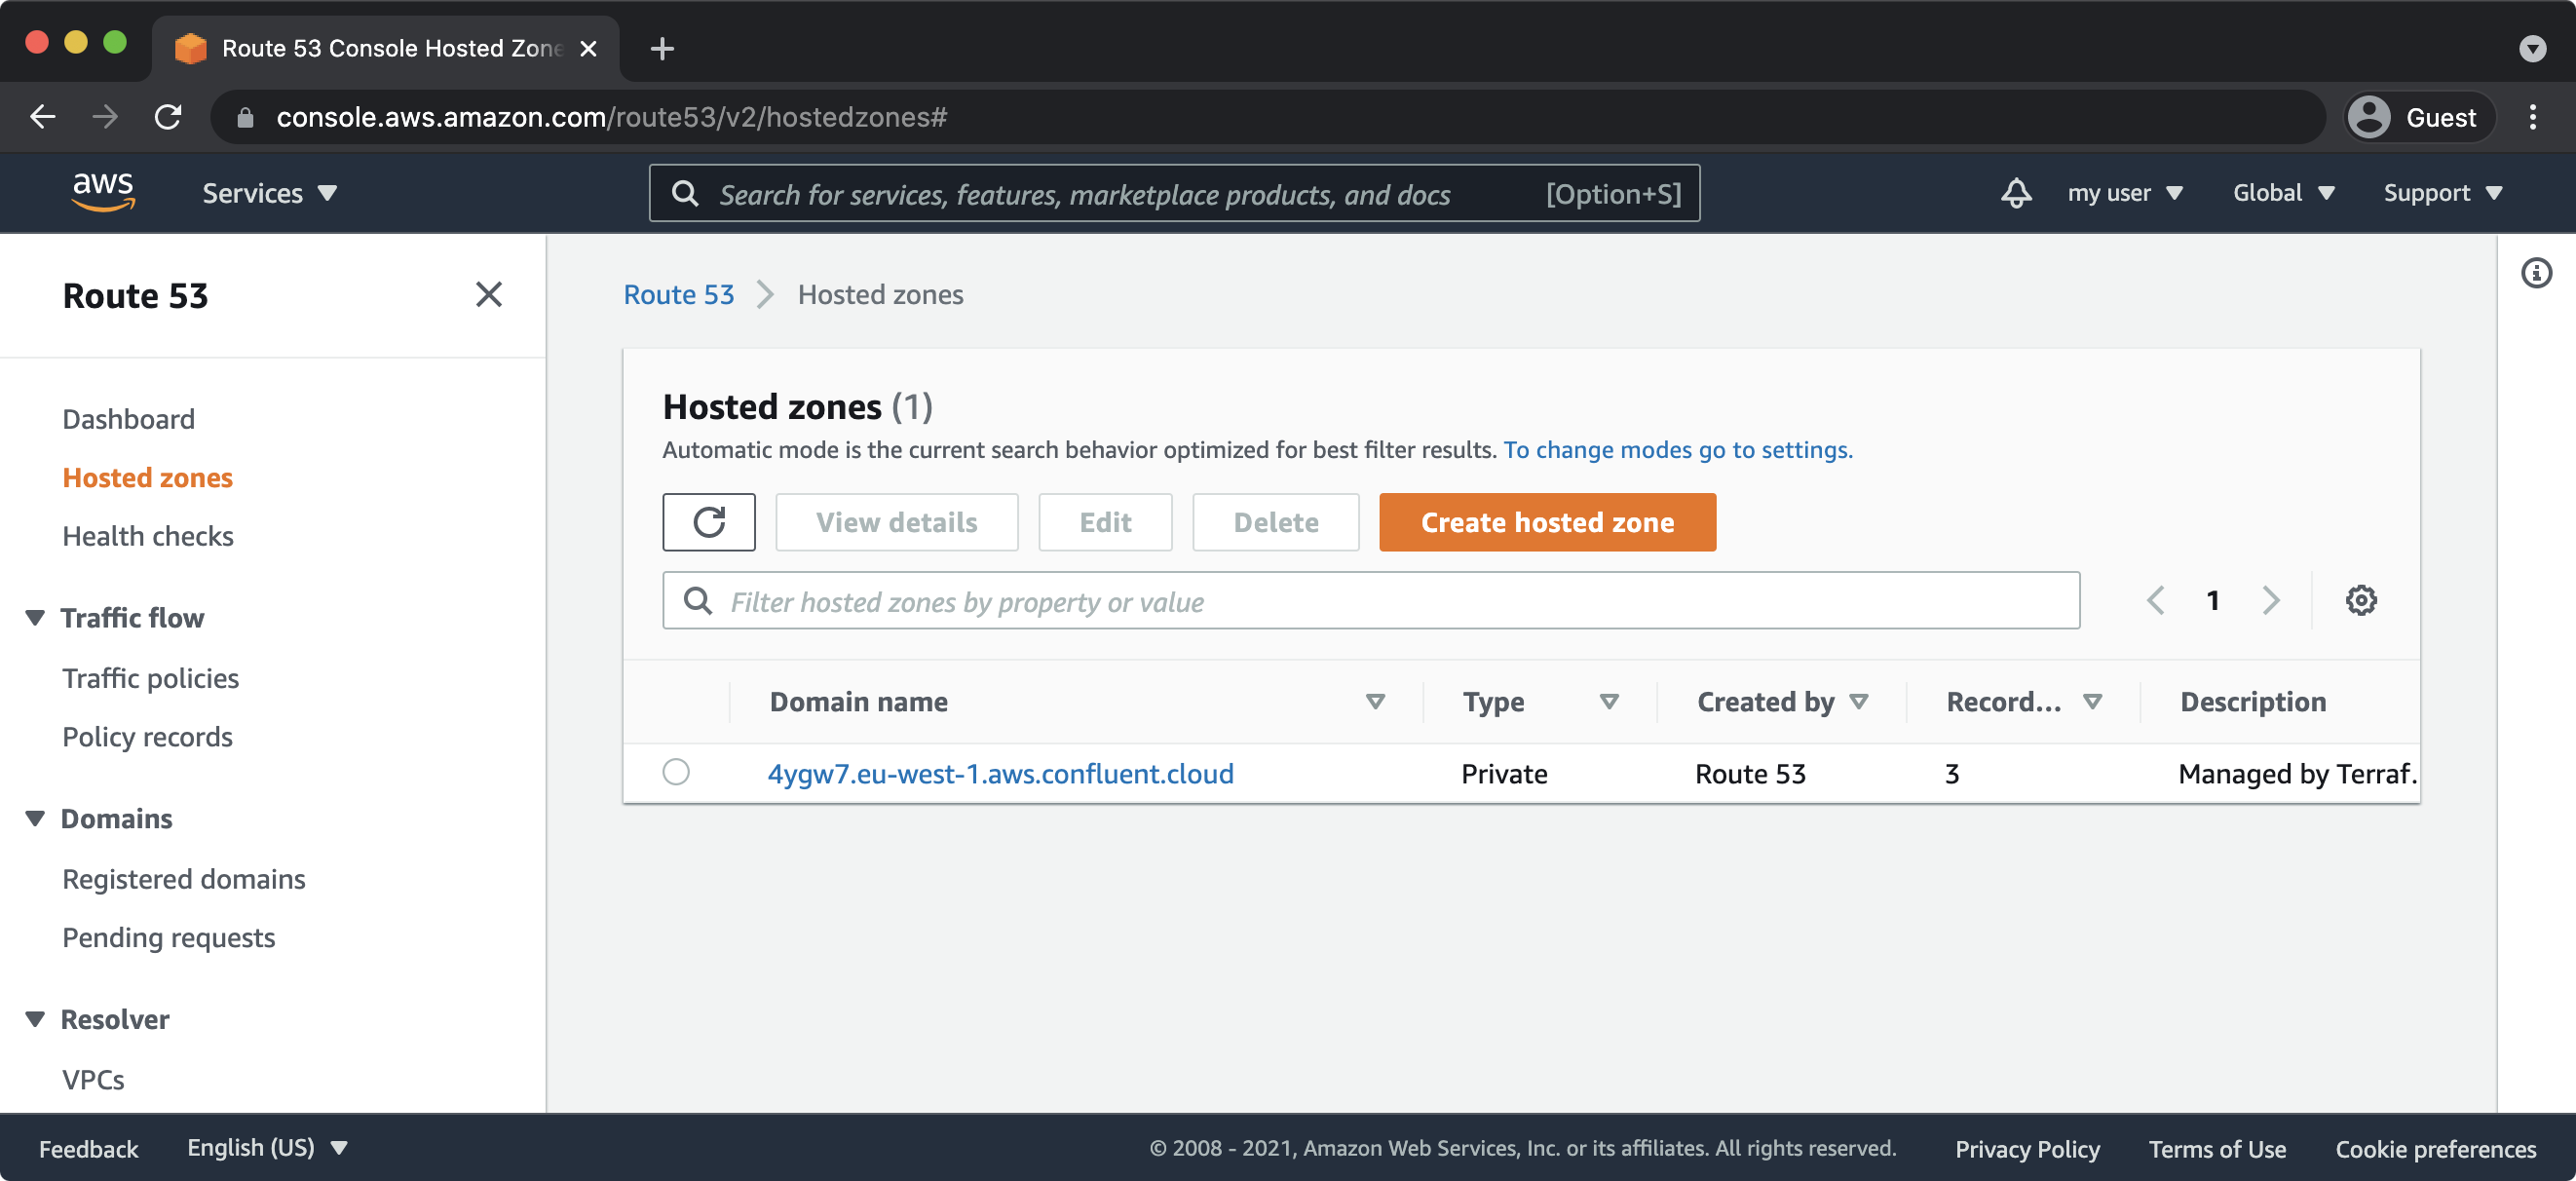 Route 53 Console Hosted Zone
console.aws.amazon.com/route53/v2/hostedzones#
Guest
aws
Services
Search for services, features, marketplace products, and docs
[Option+S]
my user
Global
Support
Route 53
Dashboard
Hosted zones
Health checks
Traffic flow
Traffic policies
Policy records
Domains
Registered domains
Pending requests
Resolver
VPCs
Route 53
Hosted zones
Hosted zones (1)
Automatic mode is the current search behavior optimized for best filter results. To change modes go to settings.
View details
Edit
Delete
Create hosted zone
Filter hosted zones by property or value
1
Domain name
Type
Created by
Record...
Description
4ygw7.eu-west-1.aws.confluent.cloud
Private
Route 53
3
Managed by Terraf.
Feedback
English (US)
© 2008 - 2021, Amazon Web Services, Inc. or its affiliates. All rights reserved.
Privacy Policy
Terms of Use
Cookie preferences